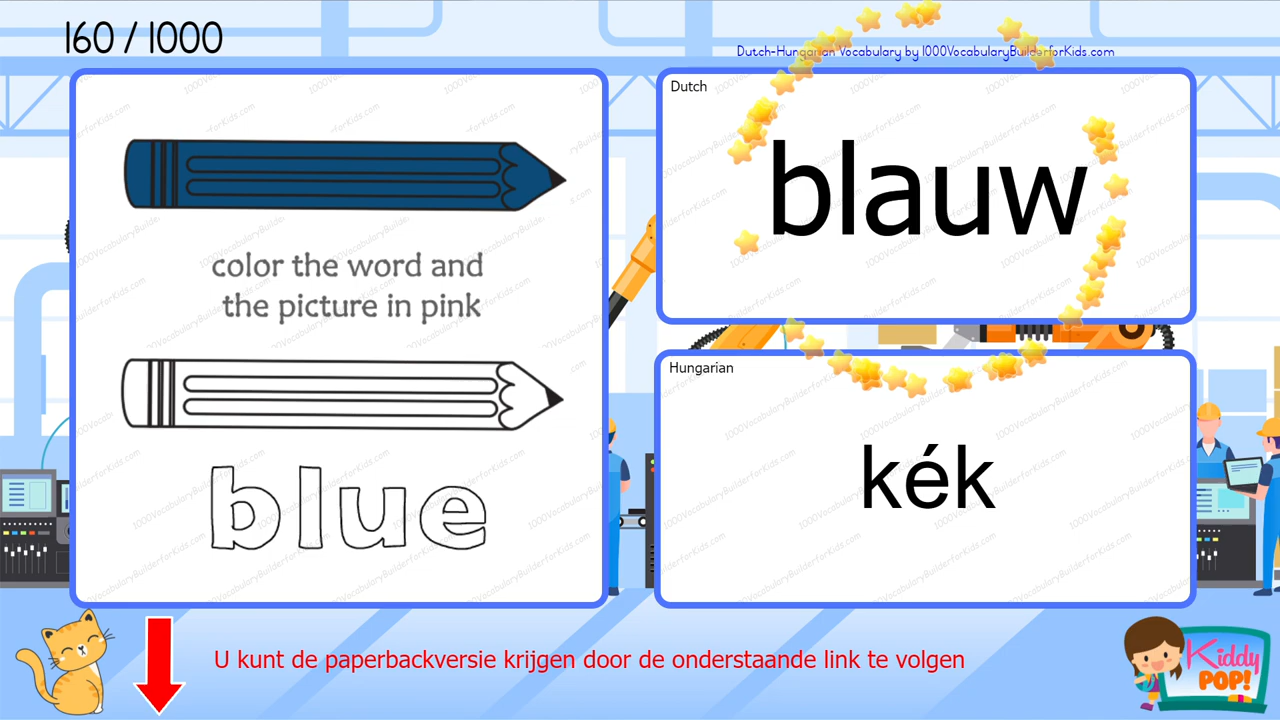 160 / 1000
Dutch-Hungarian Vocabulary by 1000VocabularyBuilderforKids.com
color the word and
the picture in pink
blue
Dutch
blauw
Hungarian
kék
U kunt de paperbackversie krijgen door de onderstaande link te volgen
Kiddy
POP!